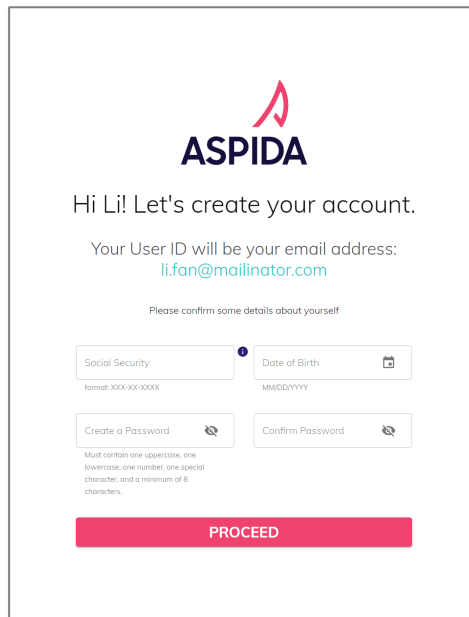 ASPIDA
Hi Li! Let's create your account.
Your User ID will be your email address:
li.fan@mailinator.com
Please confirm some details about yourself
Social Security
i
Date of Birth
format: XXX-XX-XXXX
MM/DD/YYYY
Create a Password
Confirm Password
Must contain one uppercase, one
lowercase, one number, one special
character, and a minimum of 8
characters.
PROCEED